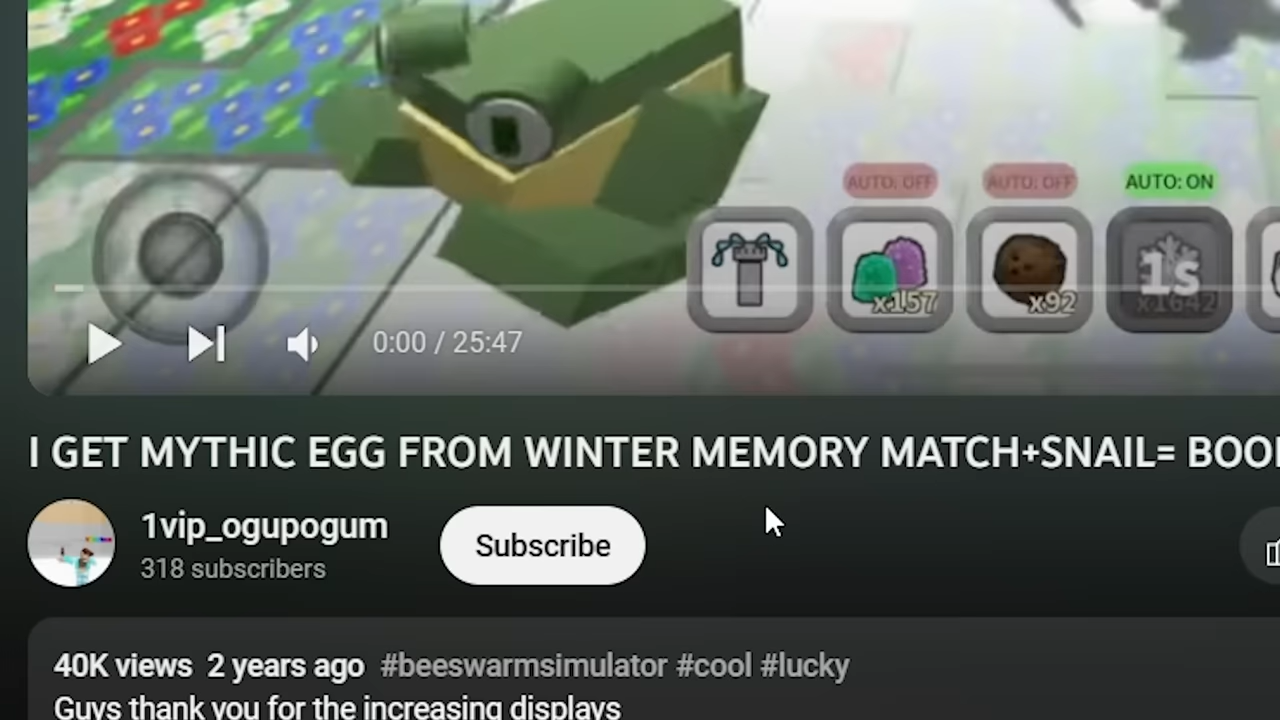 AUTO: OFF AUTO: OFF AUTO: ON
x157 x92 1s x1642
0:00 / 25:47
I GET MYTHIC EGG FROM WINTER MEMORY MATCH+SNAIL= BOO
1vip_ogupogum
318 subscribers
Subscribe
40K views 2 years ago #beeswarmsimulator #cool #lucky
Guys thank you for the increasing displays